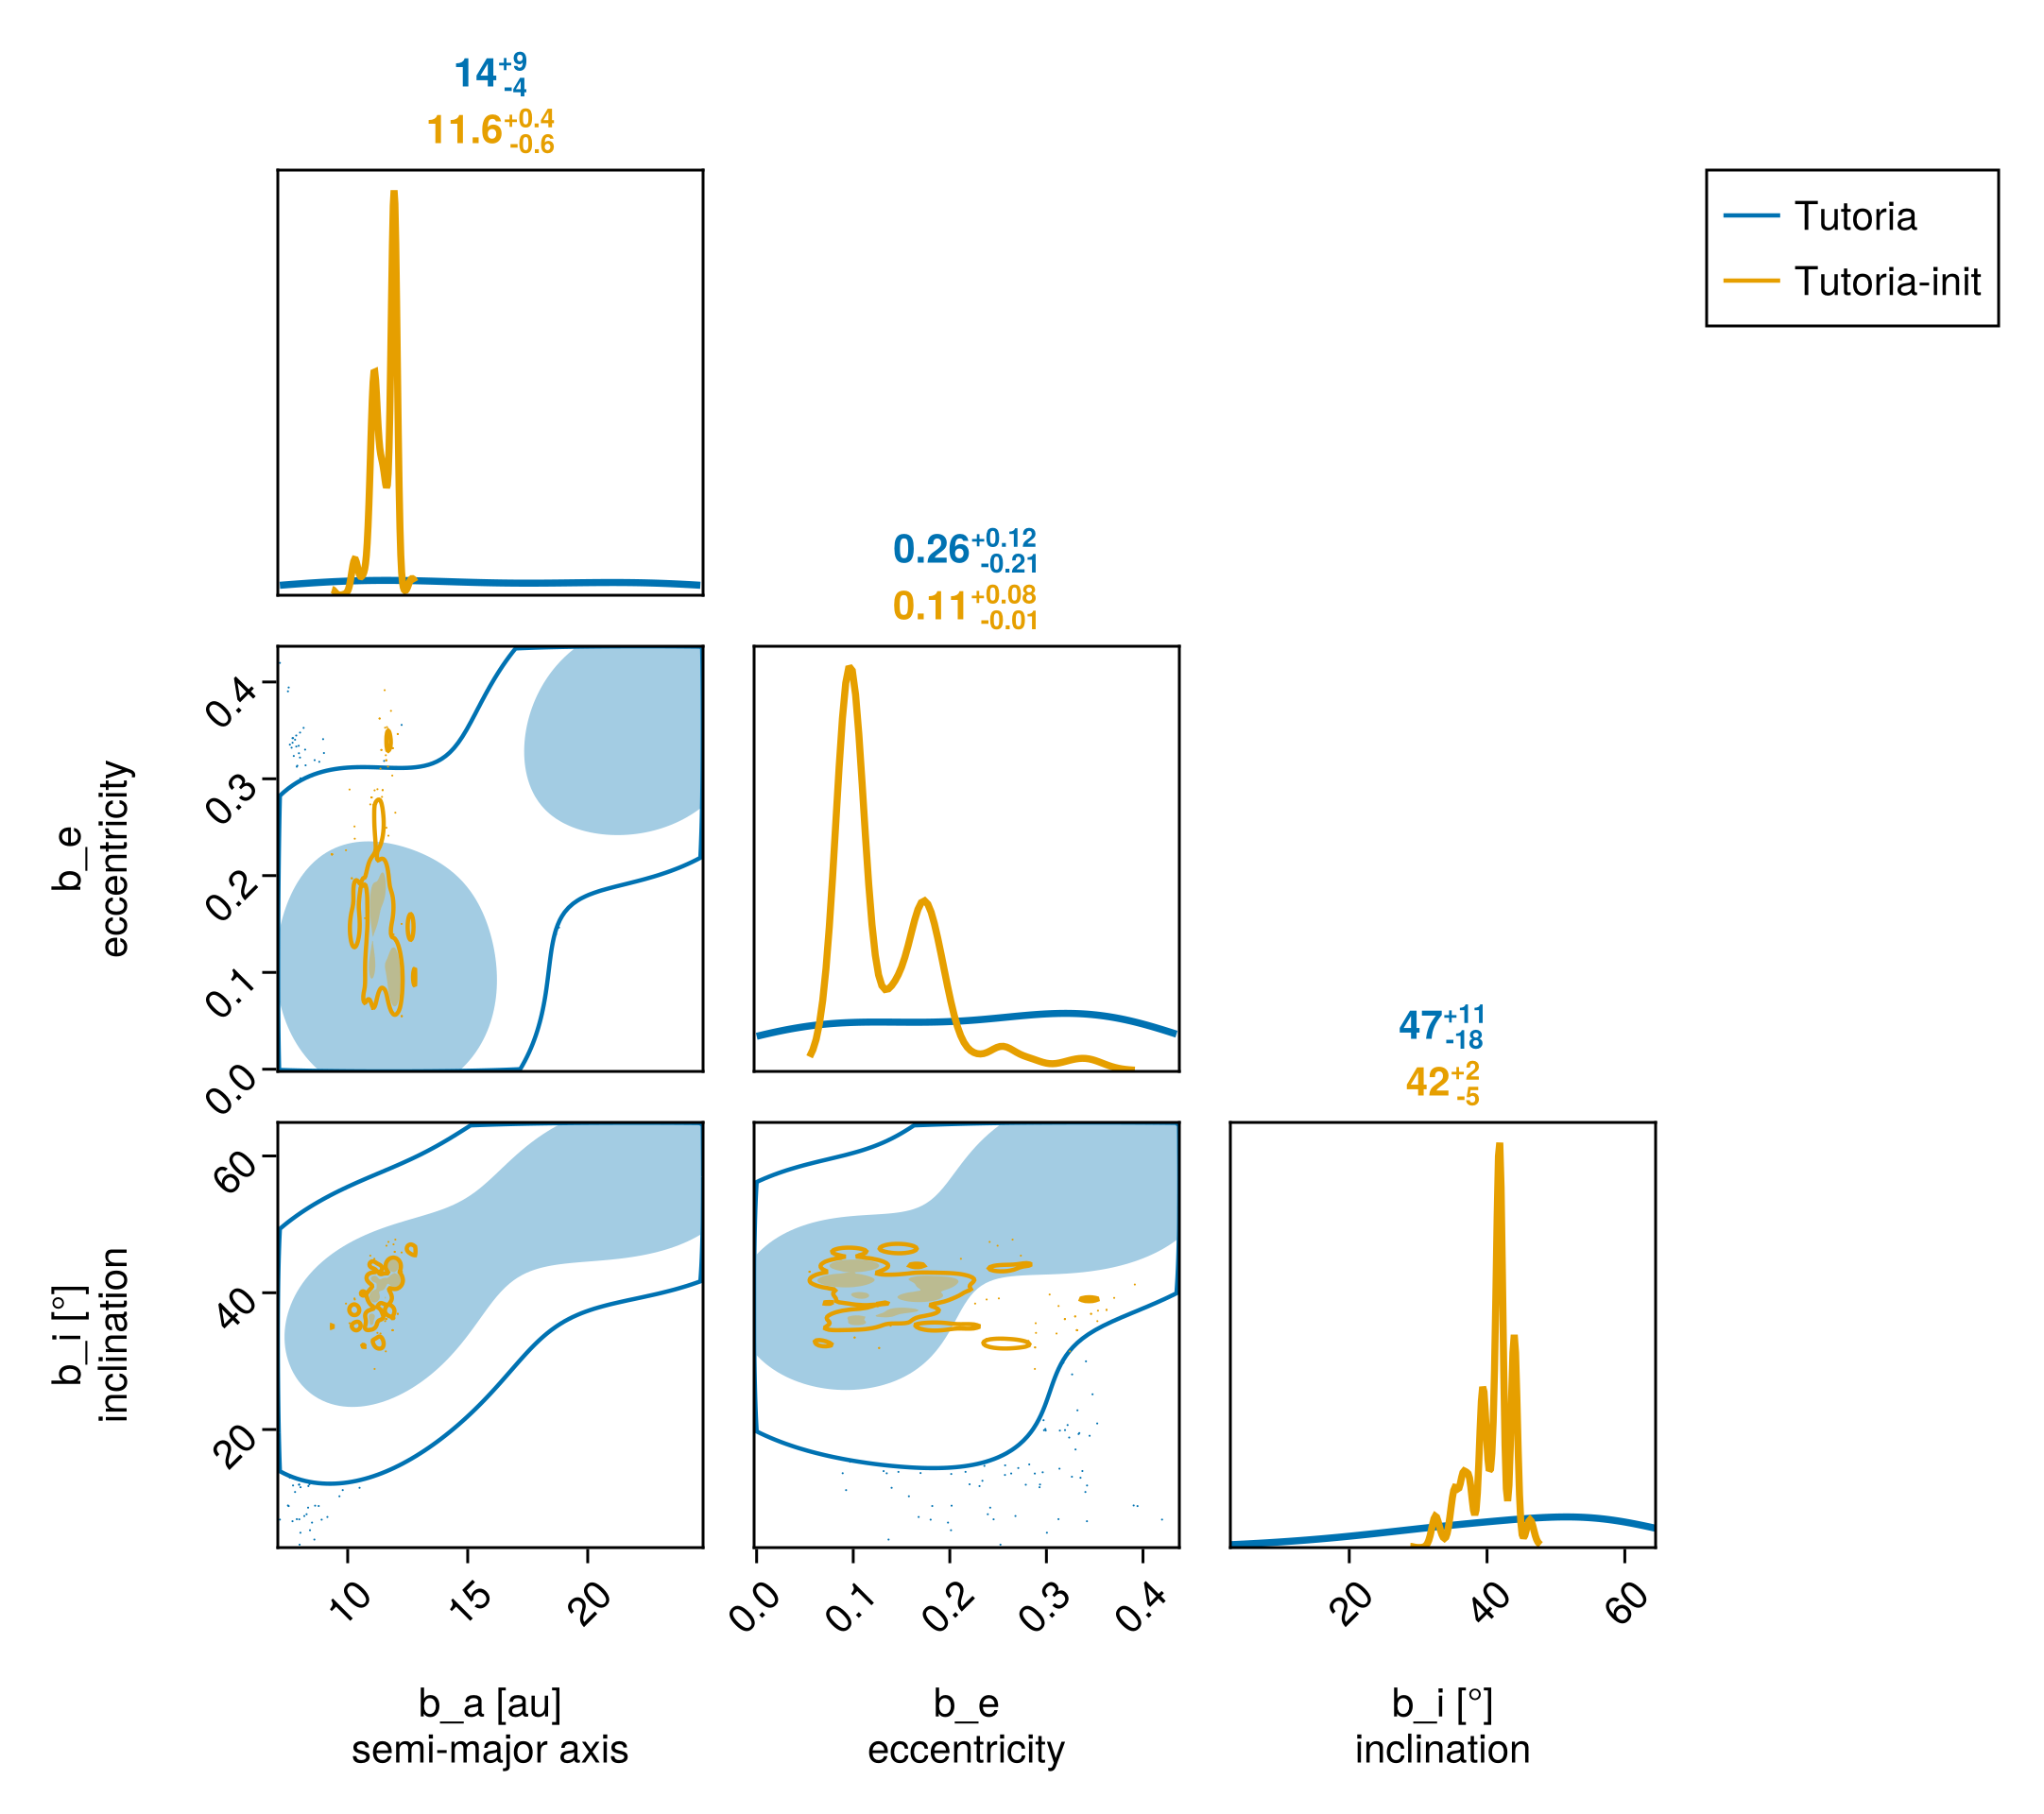 14+9-4
11.6+0.4-0.6
Tutoria
Tutoria-init
0.26+0.12-0.21
0.11+0.08-0.01
b_e
eccentricity
0.4
0.3
0.2
0.1
0.0
47+11-18
42+2-5
b_i [°]
inclination
60
40
20
10 15 20
0.0 0.1 0.2 0.3 0.4
20 40 60
b_a [au]
semi-major axis
b_e
eccentricity
b_i [°]
inclination